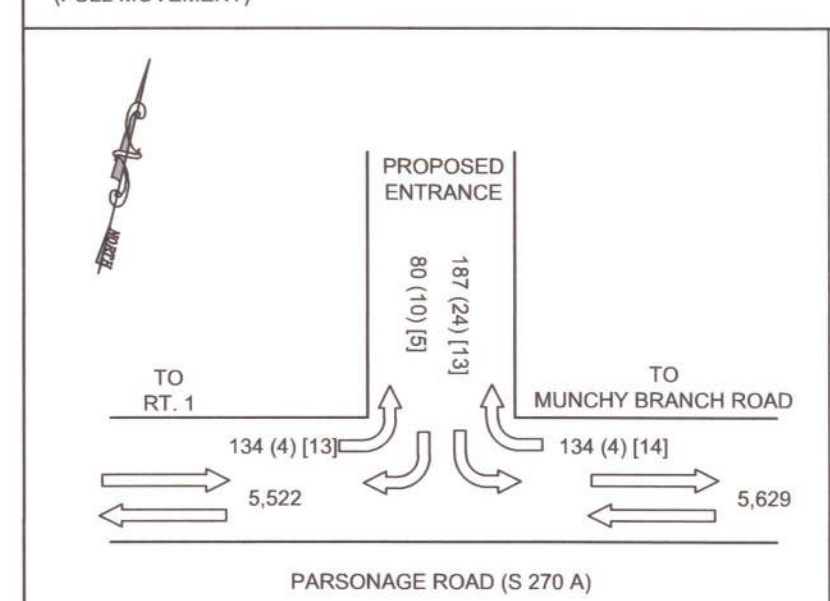 PROPOSED
ENTRANCE
NORTH
80 (10) [5]
187 (24) [13]
TO
RT. 1
TO
MUNCHY BRANCH ROAD
134 (4) [13]
134 (4) [14]
5,522
5,629
PARSONAGE ROAD (S 270 A)